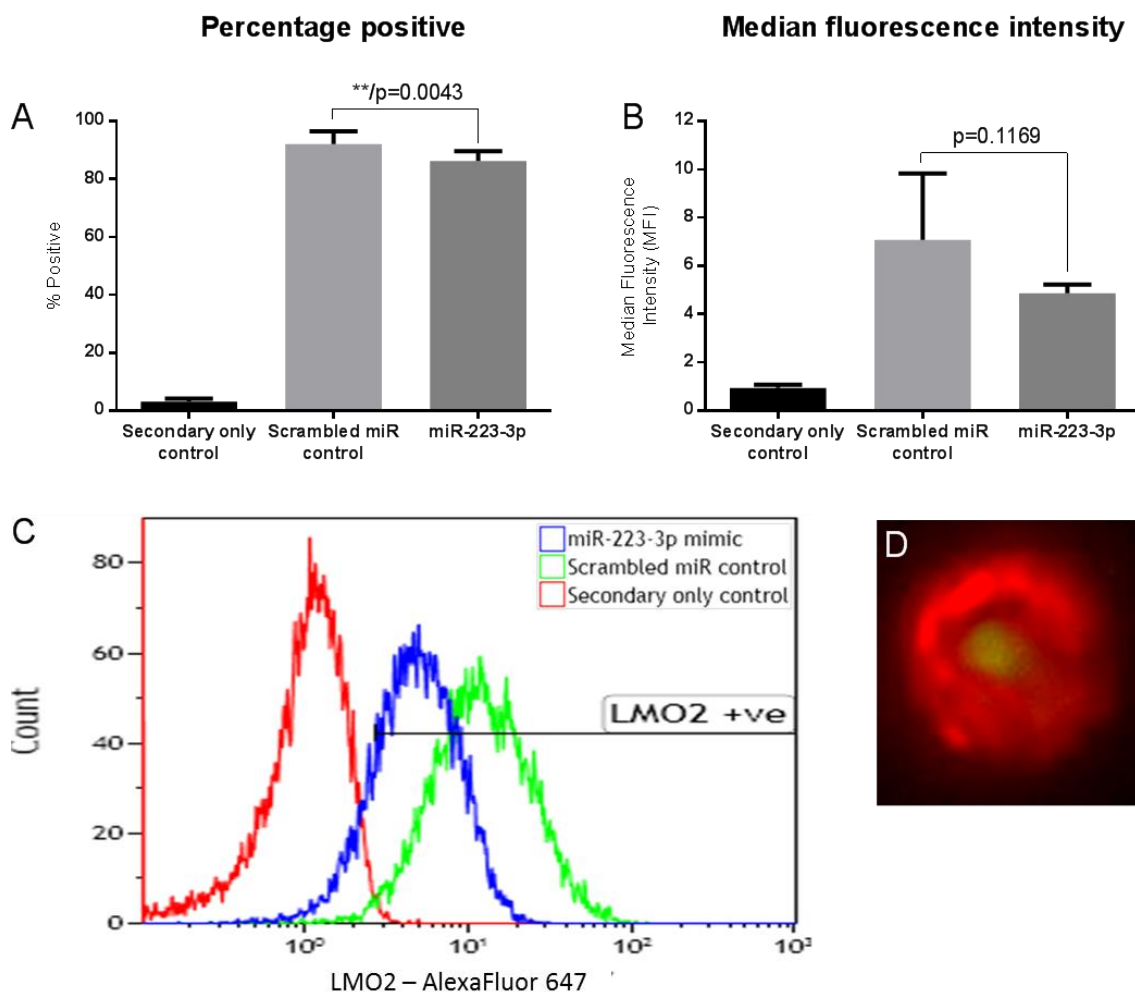 Percentage positive
Median fluorescence intensity
A
**/p=0.0043
100
80
60
40
20
0
% Positive
Secondary only
control
Scrambled miR
control
miR-223-3p
B
p=0.1169
12
10
8
6
4
2
0
Median Fluorescence
Intensity (MFI)
Secondary only
control
Scrambled miR
control
miR-223-3p
C
80
60
40
20
0
Count
miR-223-3p mimic
Scrambled miR control
Secondary only control
LMO2 +ve
10⁰
10¹
10²
10³
LMO2 – AlexaFluor 647
D